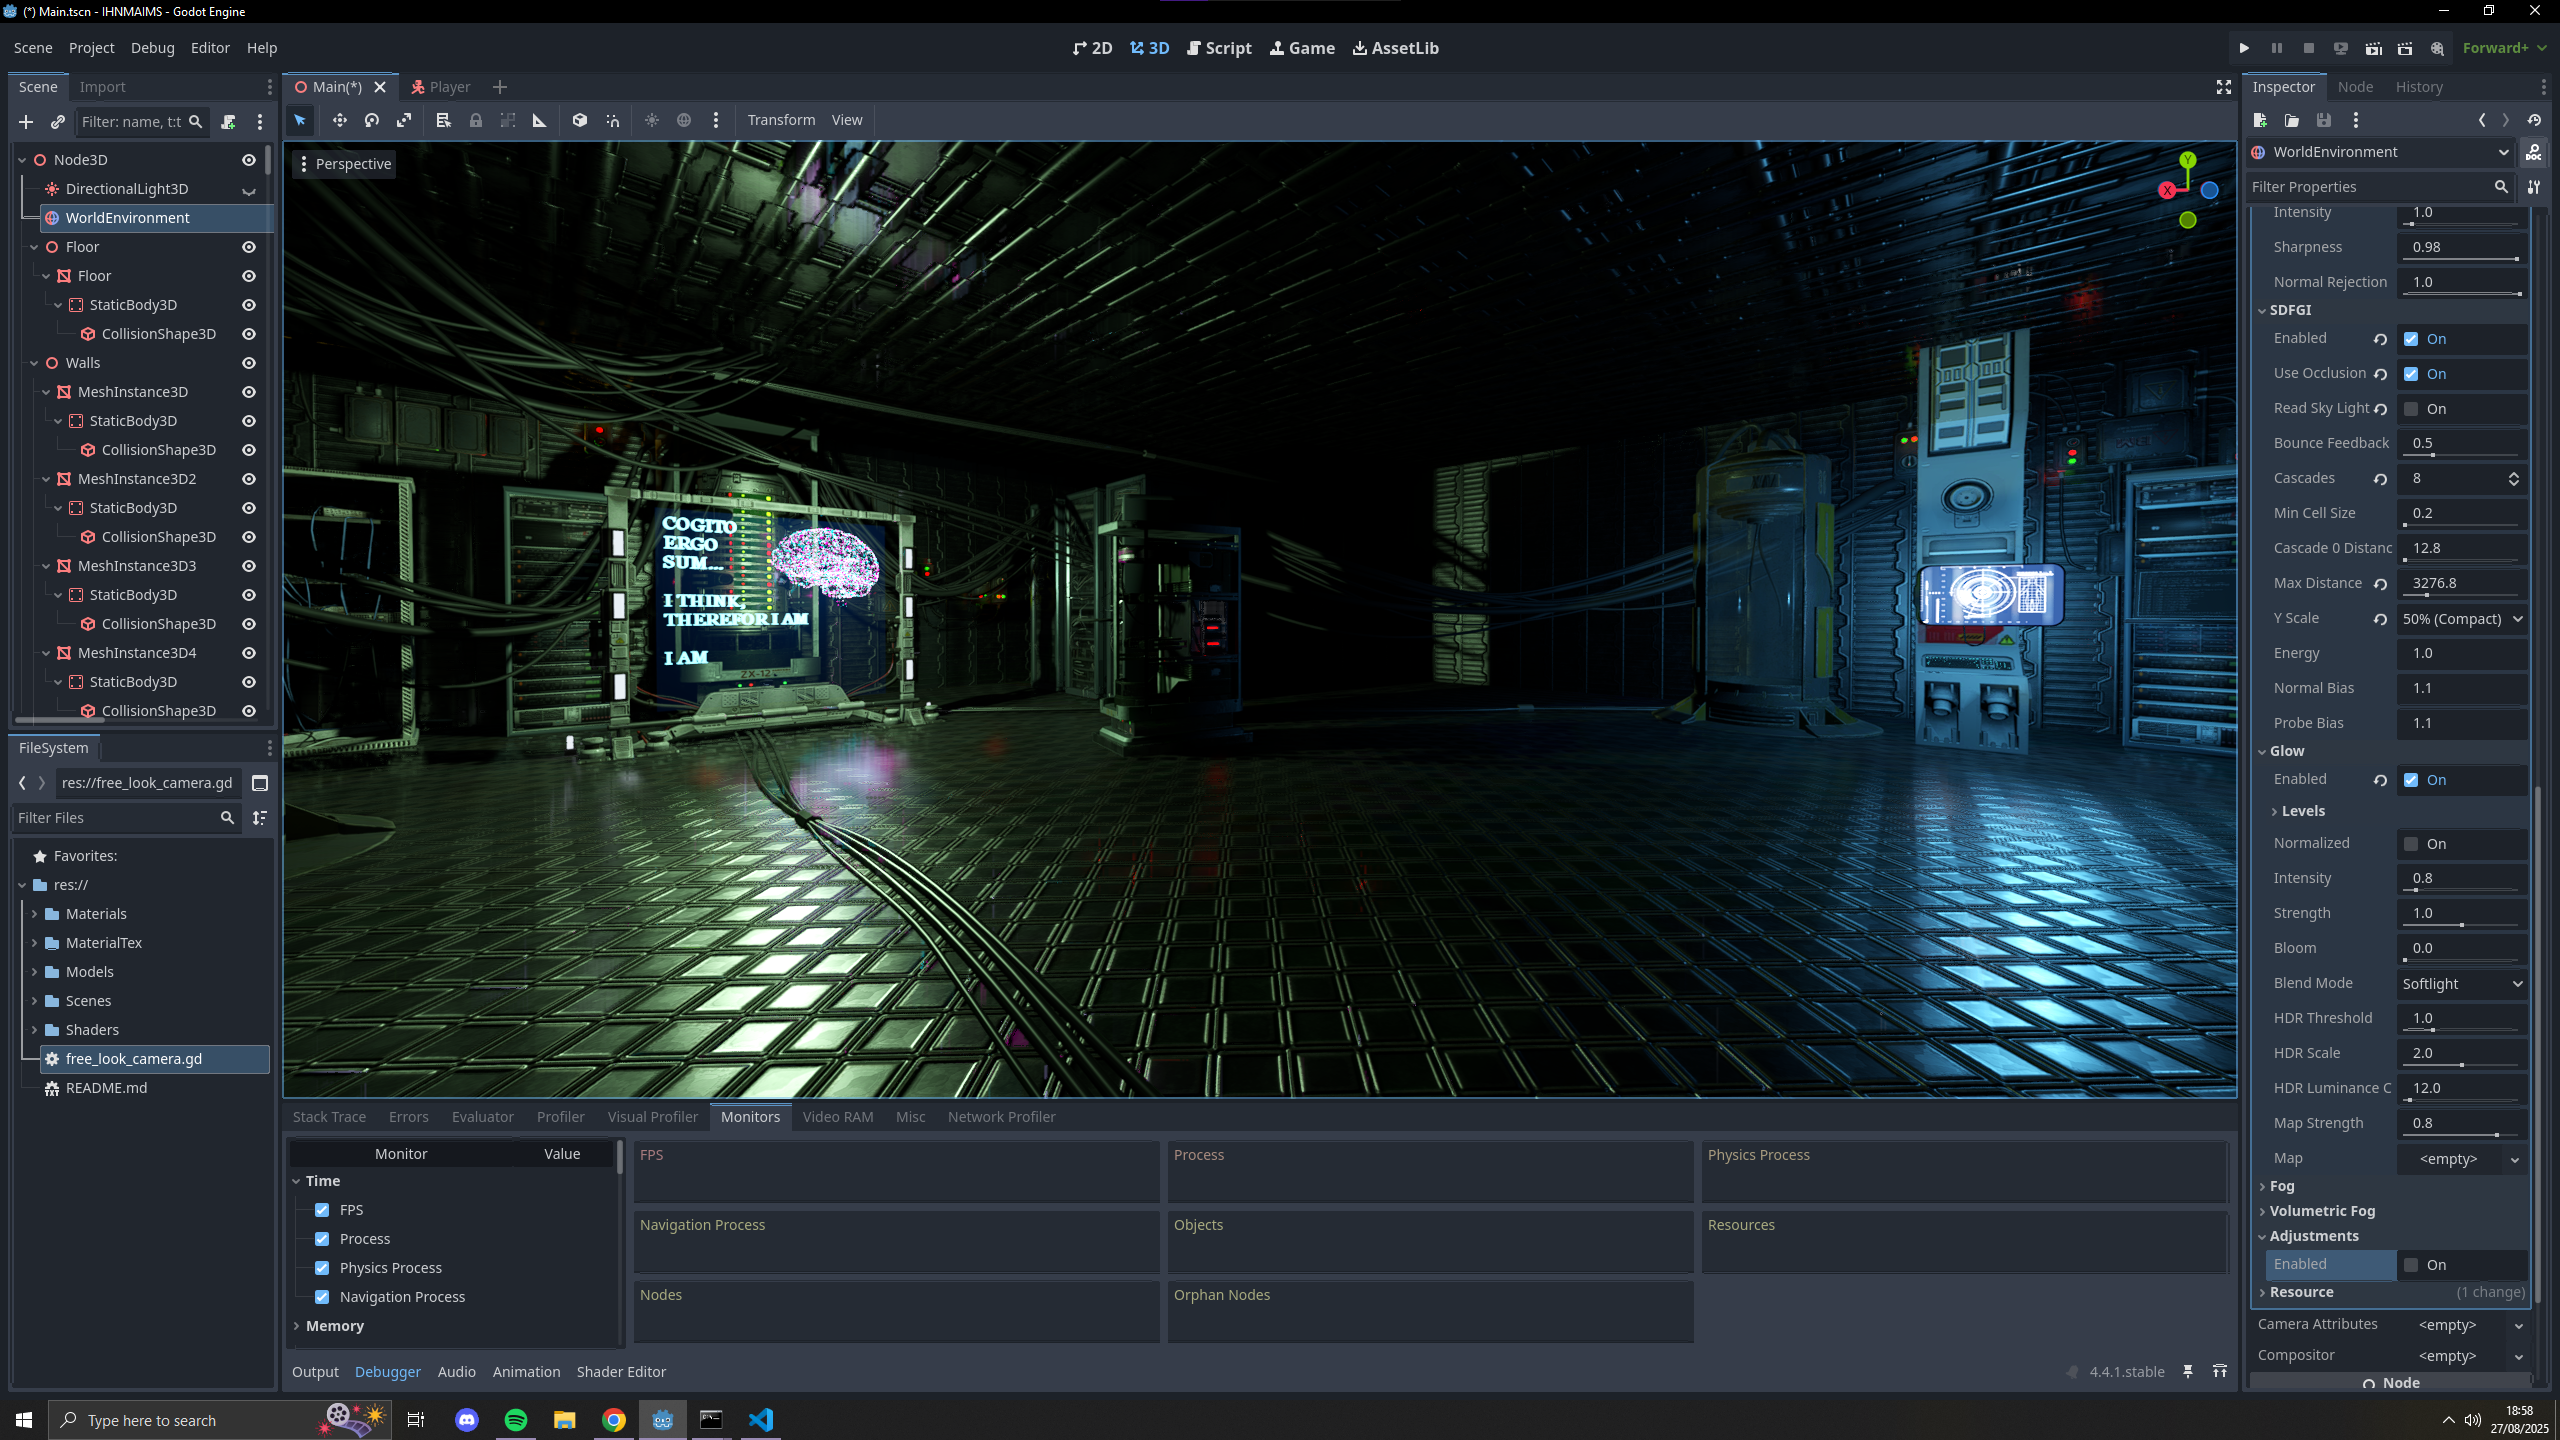 (*) Main.tscn - IHNMAIMS - Godot Engine
Scene Project Debug Editor Help
2D 3D Script Game AssetLib
Forward+
Scene Import
Filter: name, t:t
Node3D
DirectionalLight3D
WorldEnvironment
Floor
Floor
StaticBody3D
CollisionShape3D
Walls
MeshInstance3D
StaticBody3D
CollisionShape3D
MeshInstance3D2
StaticBody3D
CollisionShape3D
MeshInstance3D3
StaticBody3D
CollisionShape3D
MeshInstance3D4
StaticBody3D
CollisionShape3D
FileSystem
res://free_look_camera.gd
Filter Files
Favorites:
res://
Materials
MaterialTex
Models
Scenes
Shaders
free_look_camera.gd
README.md
Main(*) Player
Transform View
Perspective
Y
X
COGITO
ERGO
SUM...
I THINK,
THEREFOR I AM
I AM
ZX-12
Stack Trace Errors Evaluator Profiler Visual Profiler Monitors Video RAM Misc Network Profiler
Monitor Value
Time
FPS
Process
Physics Process
Navigation Process
Memory
FPS Process Physics Process
Navigation Process Objects Resources
Nodes Orphan Nodes
Output Debugger Audio Animation Shader Editor
4.4.1.stable
Inspector Node History
WorldEnvironment
DOC
Filter Properties
Intensity 1.0
Sharpness 0.98
Normal Rejection 1.0
SDFGI
Enabled On
Use Occlusion On
Read Sky Light On
Bounce Feedback 0.5
Cascades 8
Min Cell Size 0.2
Cascade 0 Distanc 12.8
Max Distance 3276.8
Y Scale 50% (Compact)
Energy 1.0
Normal Bias 1.1
Probe Bias 1.1
Glow
Enabled On
Levels
Normalized On
Intensity 0.8
Strength 1.0
Bloom 0.0
Blend Mode Softlight
HDR Threshold 1.0
HDR Scale 2.0
HDR Luminance C 12.0
Map Strength 0.8
Map <empty>
Fog
Volumetric Fog
Adjustments
Enabled On
Resource (1 change)
Camera Attributes <empty>
Compositor <empty>
Node
Type here to search
18:58
27/08/2025